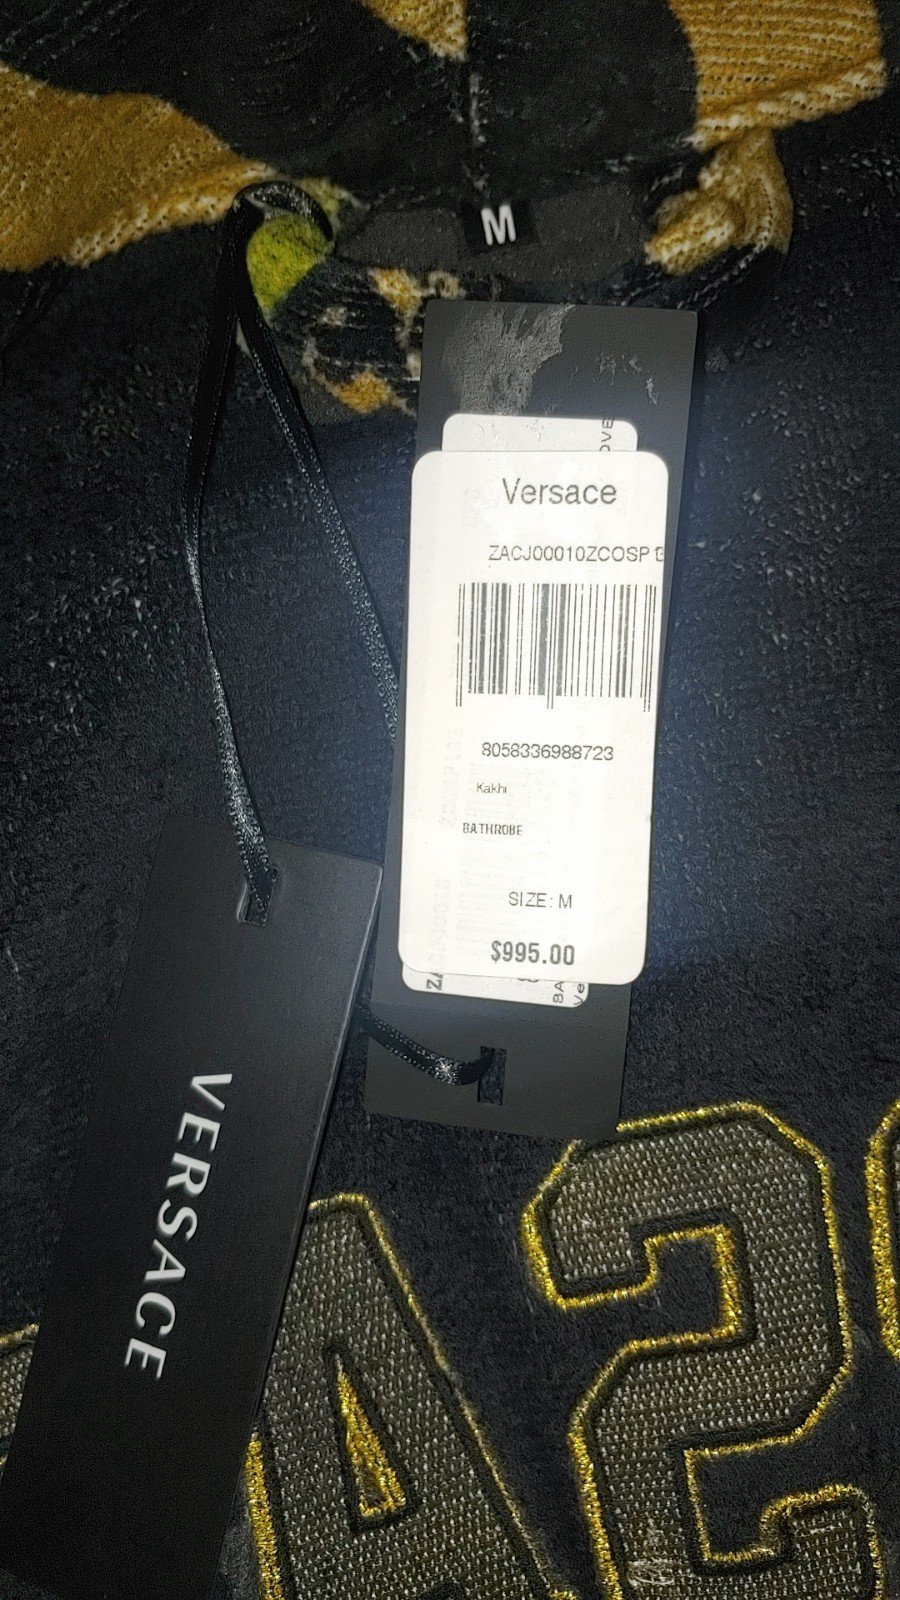 M
Versace
ZACJ00010ZCOSP
8058336988723
Kakhi
BATHROBE
SIZE: M
$995.00
VERSACE